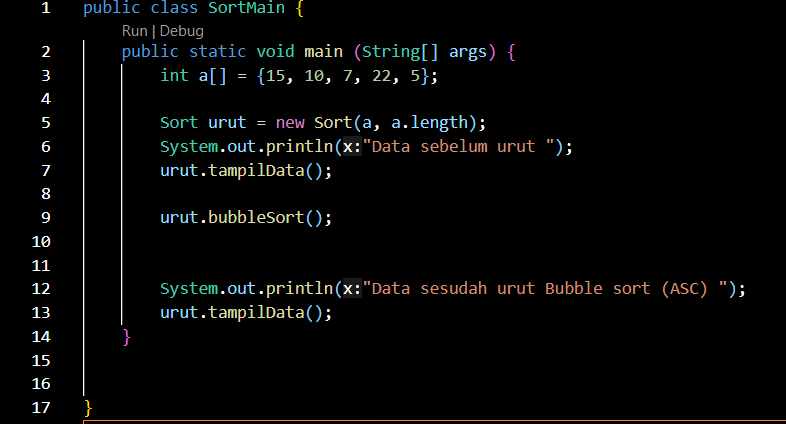 1 public class SortMain {
Run | Debug
2 public static void main (String[] args) {
3 int a[] = {15, 10, 7, 22, 5};
4
5 Sort urut = new Sort(a, a.length);
6 System.out.println(x:"Data sebelum urut ");
7 urut.tampilData();
8
9 urut.bubbleSort();
10
11
12 System.out.println(x:"Data sesudah urut Bubble sort (ASC) ");
13 urut.tampilData();
14 }
15
16
17 }